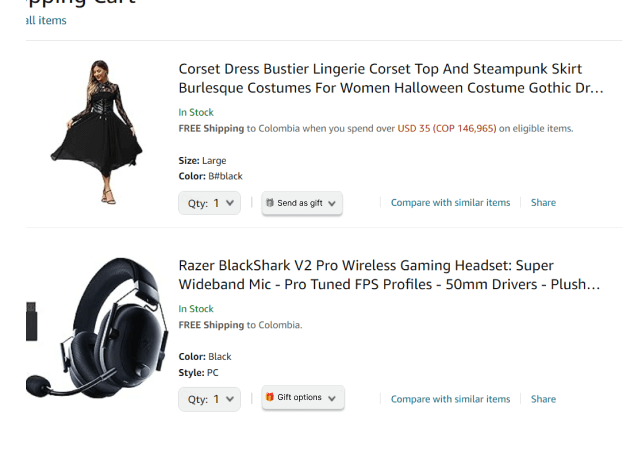 opping Cart
all items
Corset Dress Bustier Lingerie Corset Top And Steampunk Skirt
Burlesque Costumes For Women Halloween Costume Gothic Dr...
In Stock
FREE Shipping to Colombia when you spend over USD 35 (COP 146,965) on eligible items.
Size: Large
Color: B#black
Qty: 1
Send as gift
Compare with similar items
Share
Razer BlackShark V2 Pro Wireless Gaming Headset: Super
Wideband Mic - Pro Tuned FPS Profiles - 50mm Drivers - Plush...
In Stock
FREE Shipping to Colombia.
Color: Black
Style: PC
Qty: 1
Gift options
Compare with similar items
Share